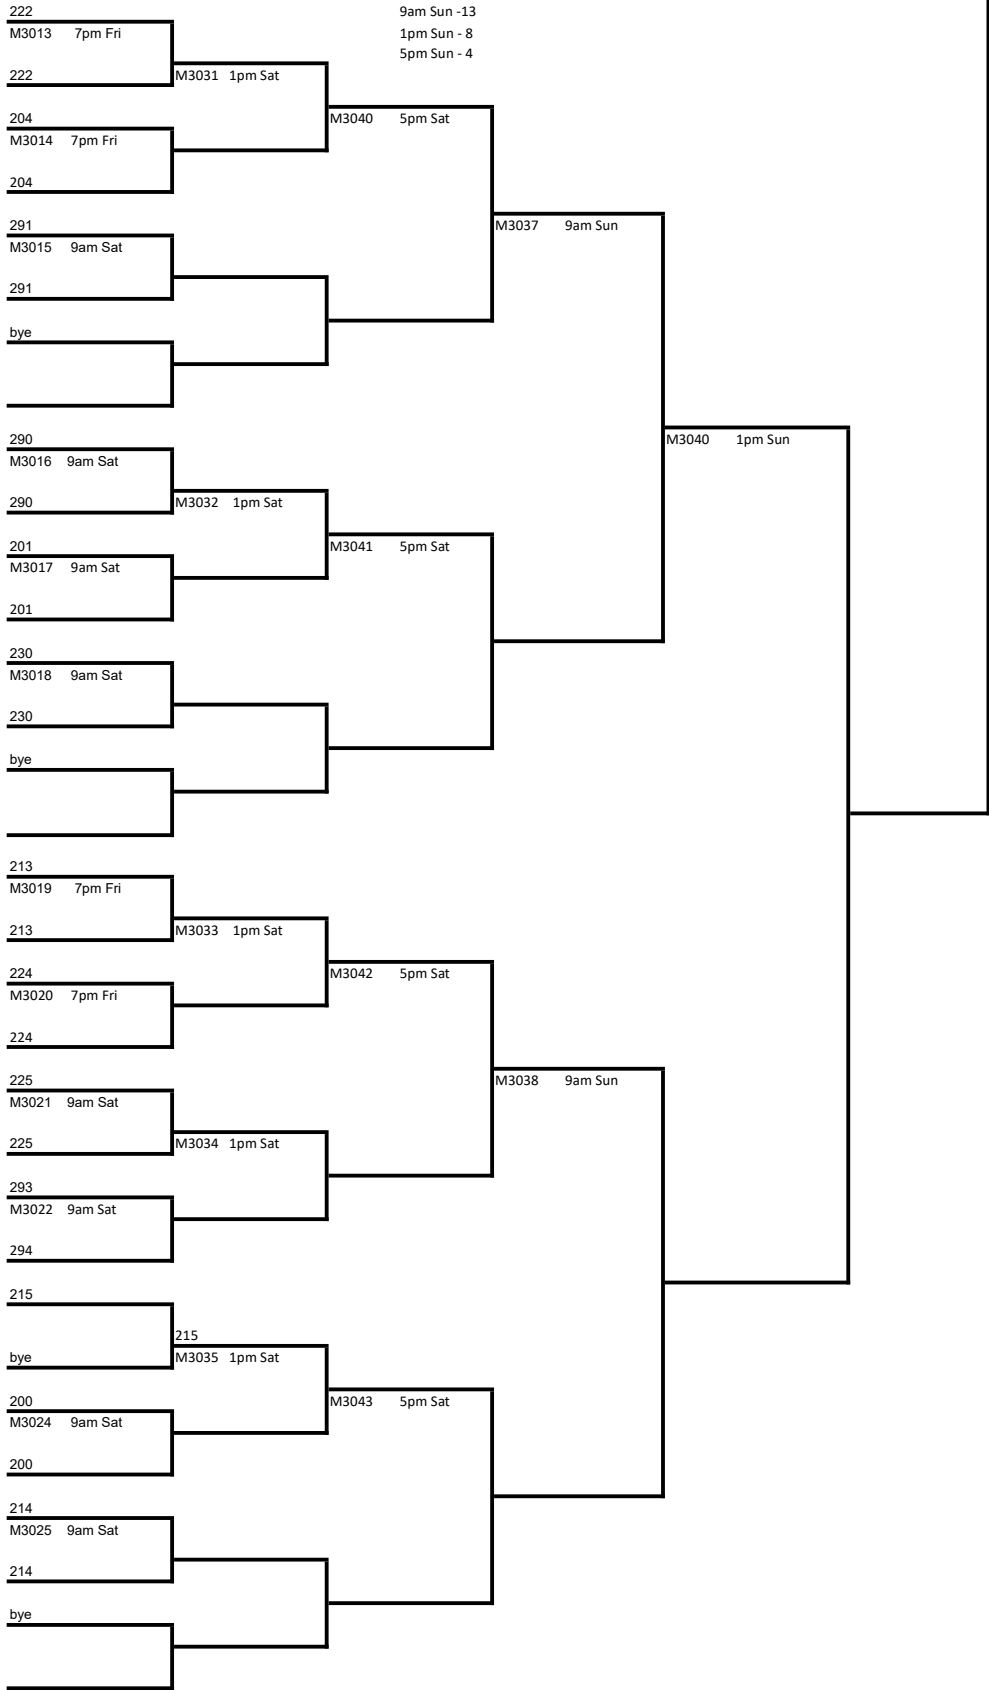 222
9am Sun -13
M3013 7pm Fri
1pm Sun - 8
5pm Sun - 4
222
M3031 1pm Sat
204
M3040 5pm Sat
M3014 7pm Fri
204
291
M3037 9am Sun
M3015 9am Sat
291
bye
290
M3040 1pm Sun
M3016 9am Sat
290
M3032 1pm Sat
201
M3041 5pm Sat
M3017 9am Sat
201
230
M3018 9am Sat
230
bye
213
M3019 7pm Fri
213
M3033 1pm Sat
224
M3042 5pm Sat
M3020 7pm Fri
224
225
M3038 9am Sun
M3021 9am Sat
225
M3034 1pm Sat
293
M3022 9am Sat
294
215
215
bye
M3035 1pm Sat
200
M3043 5pm Sat
M3024 9am Sat
200
214
M3025 9am Sat
214
bye